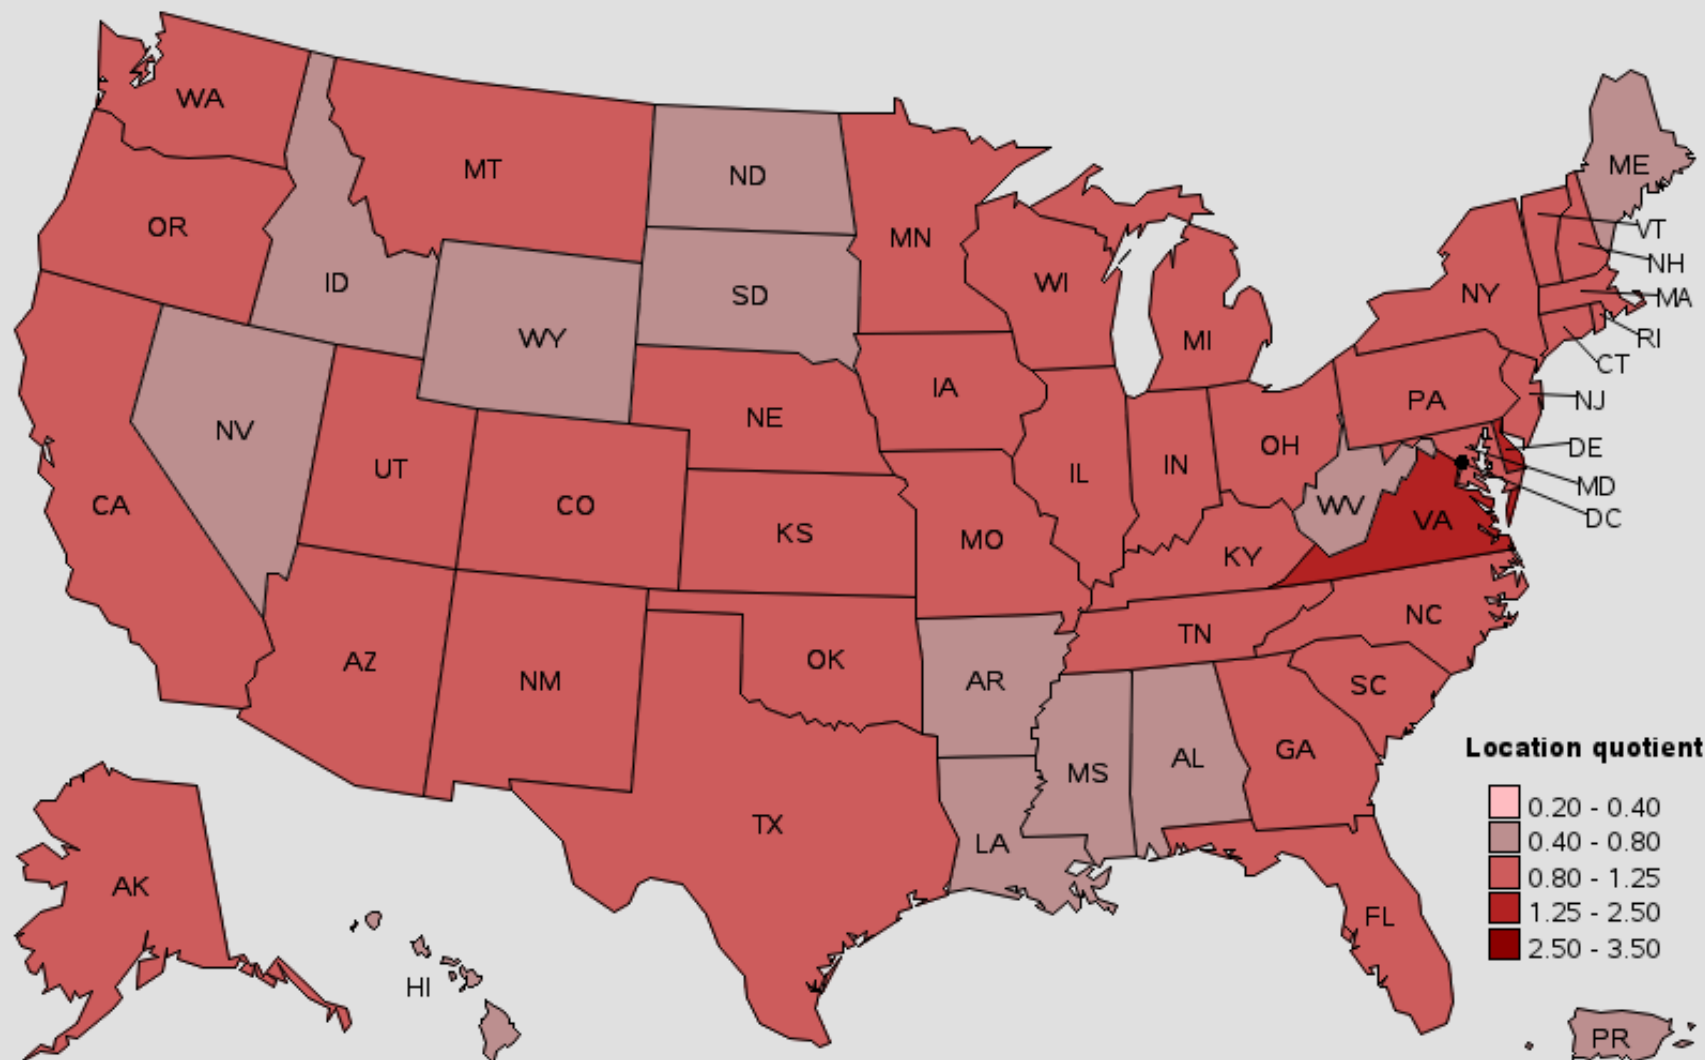 WA
MT
ND
MN
ME
OR
ID
SD
WI
VT
NH
WY
NY
MA
MI
RI
CT
IA
NE
PA
NJ
NV
UT
OH
DE
IL
IN
MD
CA
CO
WV
DC
KS
MO
VA
KY
NC
TN
AZ
NM
OK
AR
SC
GA
Location quotient
MS
AL
TX
LA
0.20 - 0.40
0.40 - 0.80
0.80 - 1.25
1.25 - 2.50
2.50 - 3.50
AK
FL
HI
PR